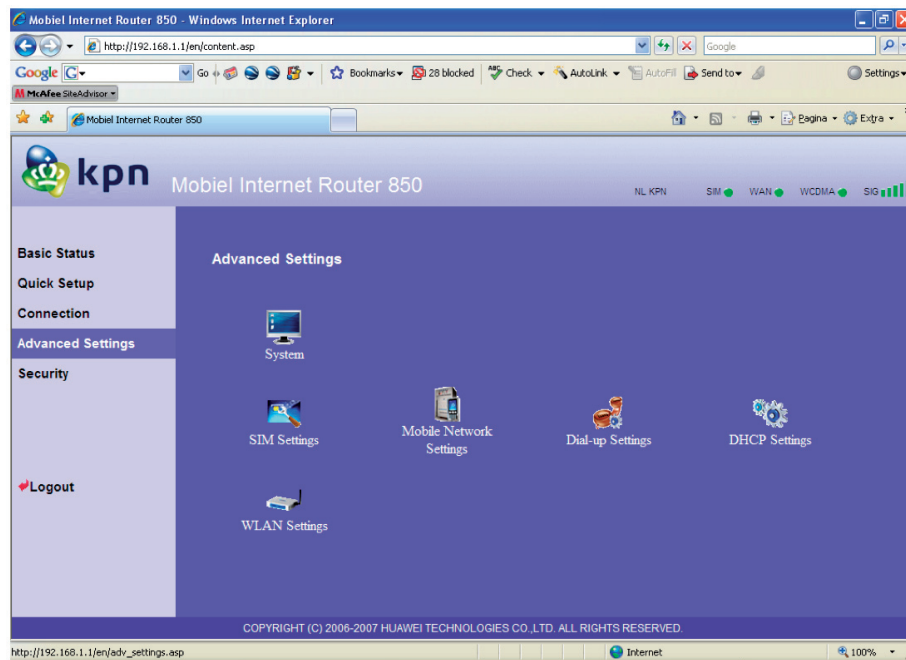 Mobiel Internet Router 850 - Windows Internet Explorer
http://192.168.1.1/en/content.asp
Google
Google G Go Bookmarks 28 blocked Check AutoLink AutoFill Send to Settings
McAfee SiteAdvisor
Mobiel Internet Router 850 Pagina Extra
kpn
Mobiel Internet Router 850
NL KPN SIM WAN WCDMA SIG
Basic Status
Quick Setup
Connection
Advanced Settings
Security
Logout
Advanced Settings
System
SIM Settings
Mobile Network
Settings
Dial-up Settings
DHCP Settings
WLAN Settings
COPYRIGHT (C) 2006-2007 HUAWEI TECHNOLOGIES CO.,LTD. ALL RIGHTS RESERVED.
http://192.168.1.1/en/adv_settings.asp Internet 100%